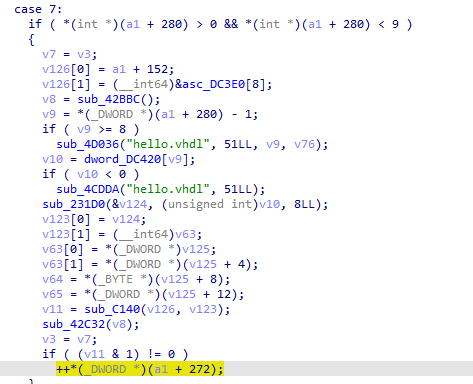 case 7:
if ( *(int *)(a1 + 280) > 0 && *(int *)(a1 + 280) < 9 )
{
v7 = v3;
v126[0] = a1 + 152;
v126[1] = (__int64)&asc_DC3E0[8];
v8 = sub_42BBC();
v9 = *(_DWORD *)(a1 + 280) - 1;
if ( v9 >= 8 )
sub_4D036("hello.vhdl", 51LL, v9, v76);
v10 = dword_DC420[v9];
if ( v10 < 0 )
sub_4CDDA("hello.vhdl", 51LL);
sub_231D0(&v124, (unsigned int)v10, 8LL);
v123[0] = v124;
v123[1] = (__int64)v63;
v63[0] = *(_DWORD *)v125;
v63[1] = *(_DWORD *)(v125 + 4);
v64 = *(_BYTE *)(v125 + 8);
v65 = *(_DWORD *)(v125 + 12);
v11 = sub_C140(v126, v123);
sub_42C32(v8);
v3 = v7;
if ( (v11 & 1) != 0 )
++*(_DWORD *)(a1 + 272);